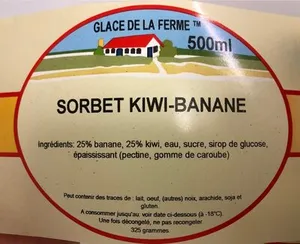 GLACE DE LA FERME ™
500ml
SORBET KIWI-BANANE
Ingrédients: 25% banane, 25% kiwi, eau, sucre, sirop de glucose,
épaississant (pectine, gomme de caroube)
Peut contenir des traces de : lait, oeuf, (autres) noix, arachide, soja et
gluten.
A consommer jusqu'au: voir date ci-dessous (à -18°C).
Une fois décongelé, ne pas recongeler
325 grammes